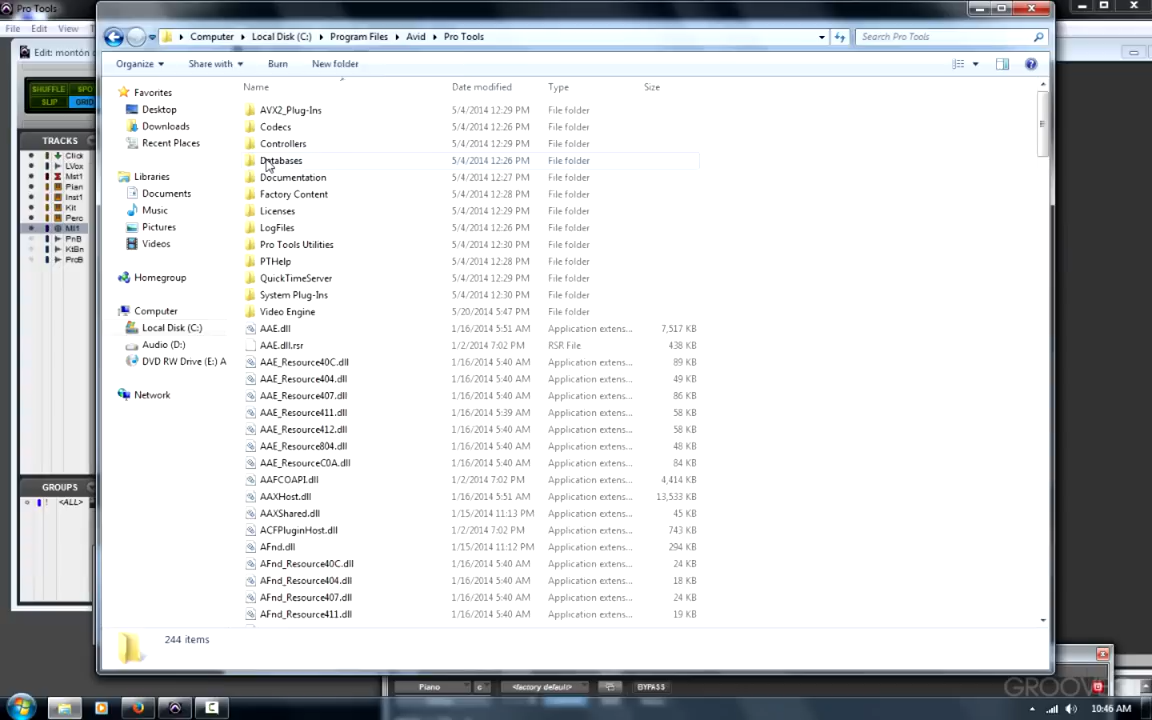 Pro Tools
File Edit View
Edit: montón
SHUFFLE SPO
SLIP GRID
TRACKS
Click
LVox
Mst1
Pian
Inst1
Kit
Perc
MI1
PnB
KtBn
ProB
GROUPS
! <ALL>
Computer Local Disk (C:) Program Files Avid Pro Tools
Search Pro Tools
Organize Share with Burn New folder
Favorites
Desktop
Downloads
Recent Places
Libraries
Documents
Music
Pictures
Videos
Homegroup
Computer
Local Disk (C:)
Audio (D:)
DVD RW Drive (E:) A
Network
Name Date modified Type Size
AVX2_Plug-Ins 5/4/2014 12:29 PM File folder
Codecs 5/4/2014 12:26 PM File folder
Controllers 5/4/2014 12:29 PM File folder
Databases 5/4/2014 12:26 PM File folder
Documentation 5/4/2014 12:27 PM File folder
Factory Content 5/4/2014 12:28 PM File folder
Licenses 5/4/2014 12:29 PM File folder
LogFiles 5/4/2014 12:26 PM File folder
Pro Tools Utilities 5/4/2014 12:30 PM File folder
PTHelp 5/4/2014 12:28 PM File folder
QuickTimeServer 5/4/2014 12:29 PM File folder
System Plug-Ins 5/4/2014 12:30 PM File folder
Video Engine 5/20/2014 5:47 PM File folder
AAE.dll 1/16/2014 5:51 AM Application extens... 7,517 KB
AAE.dll.rsr 1/2/2014 7:02 PM RSR File 438 KB
AAE_Resource40C.dll 1/16/2014 5:40 AM Application extens... 89 KB
AAE_Resource404.dll 1/16/2014 5:40 AM Application extens... 49 KB
AAE_Resource407.dll 1/16/2014 5:40 AM Application extens... 86 KB
AAE_Resource411.dll 1/16/2014 5:39 AM Application extens... 58 KB
AAE_Resource412.dll 1/16/2014 5:40 AM Application extens... 58 KB
AAE_Resource804.dll 1/16/2014 5:40 AM Application extens... 48 KB
AAE_ResourceC0A.dll 1/16/2014 5:40 AM Application extens... 84 KB
AAFCOAPI.dll 1/2/2014 7:02 PM Application extens... 4,414 KB
AAXHost.dll 1/16/2014 5:51 AM Application extens... 13,533 KB
AAXShared.dll 1/15/2014 11:13 PM Application extens... 45 KB
ACFPluginHost.dll 1/2/2014 7:02 PM Application extens... 743 KB
AFnd.dll 1/15/2014 11:12 PM Application extens... 294 KB
AFnd_Resource40C.dll 1/16/2014 5:40 AM Application extens... 24 KB
AFnd_Resource404.dll 1/16/2014 5:40 AM Application extens... 18 KB
AFnd_Resource407.dll 1/16/2014 5:40 AM Application extens... 24 KB
AFnd_Resource411.dll 1/16/2014 5:40 AM Application extens... 19 KB
244 items
Piano c <factory default> BYPASS
GROOV
10:46 AM